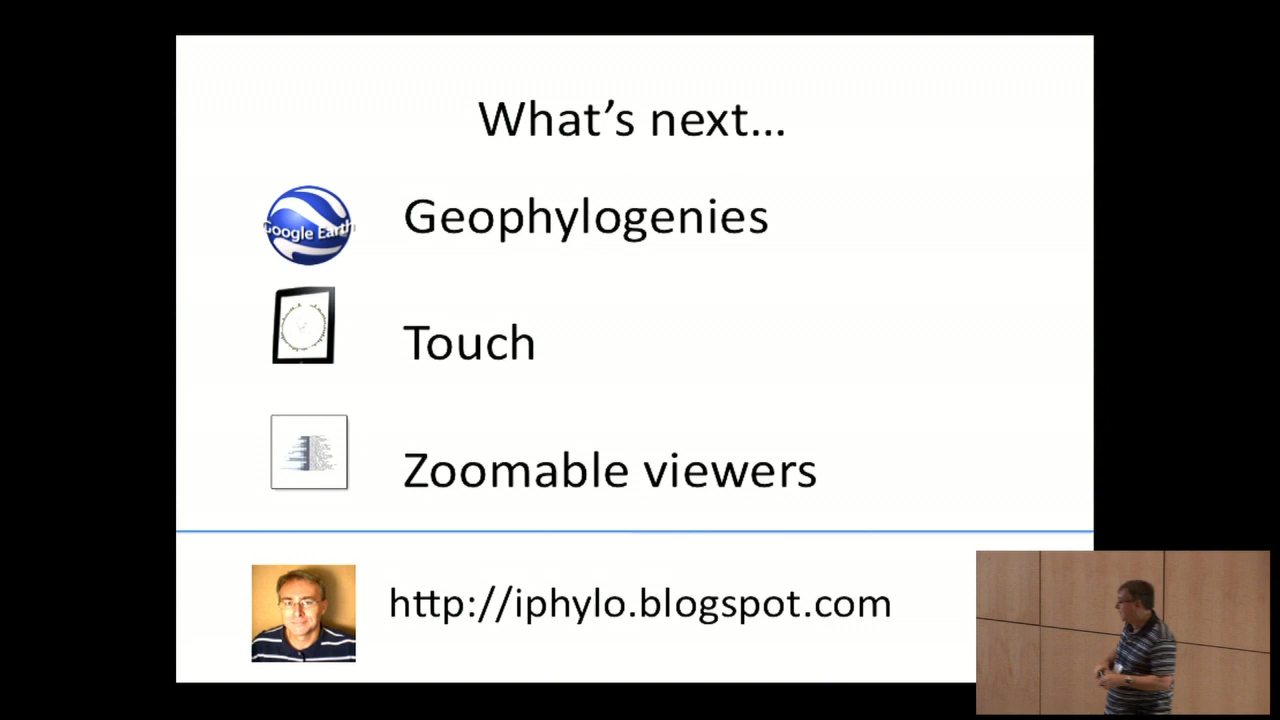 What’s next...
Google Earth
Geophylogenies
Touch
Zoomable viewers
http://iphylo.blogspot.com